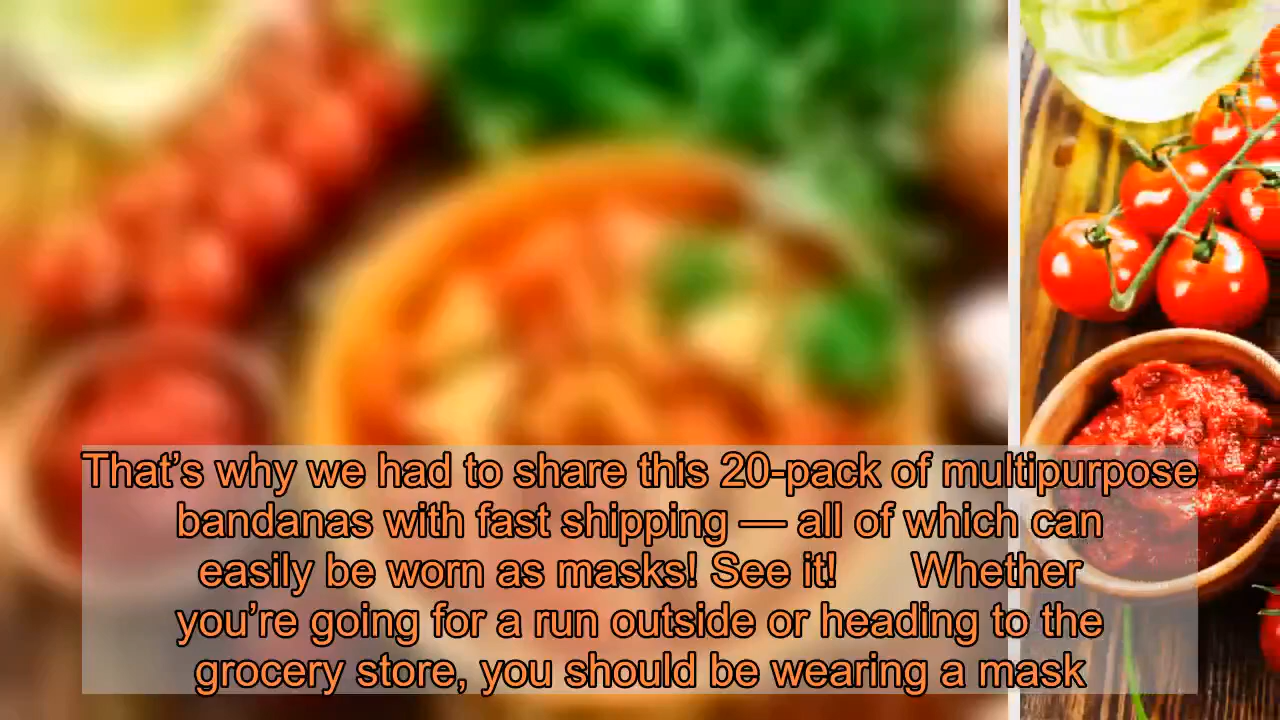 That’s why we had to share this 20-pack of multipurpose
bandanas with fast shipping — all of which can
easily be worn as masks! See it! Whether
you’re going for a run outside or heading to the
grocery store, you should be wearing a mask